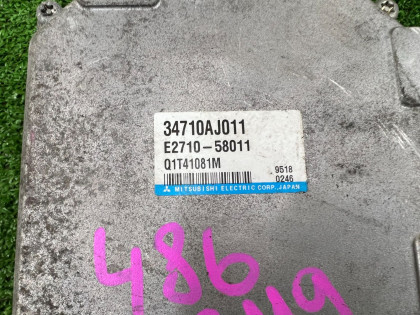 34710AJ011
E2710-58011
Q1T41081M
9518
0246
MITSUBISHI ELECTRIC CORP. JAPAN
486